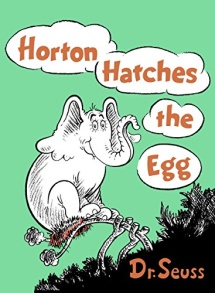 Horton
Hatches
the
Egg
Dr. Seuss